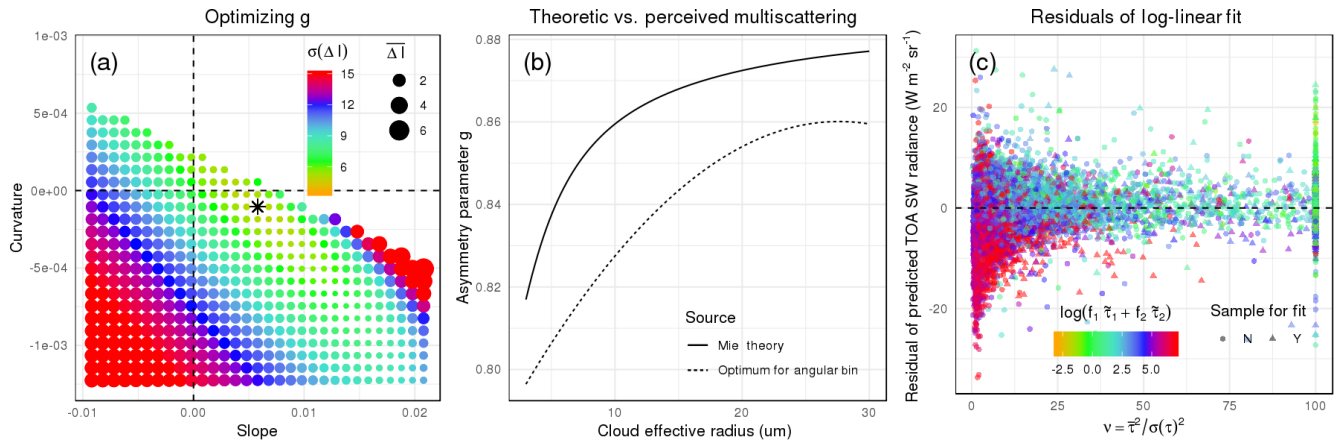 Optimizing g
(a)
σ(Δ I)
15
12
9
6
Δ I
2
4
6
1e-03
5e-04
0e+00
-5e-04
-1e-03
Curvature
-0.01
0.00
0.01
0.02
Slope
Theoretic vs. perceived multiscattering
(b)
0.88
0.86
0.84
0.82
0.80
Asymmetry parameter g
Source
Mie theory
Optimum for angular bin
10
20
30
Cloud effective radius (um)
Residuals of log-linear fit
(c)
20
0
-20
Residual of predicted TOA SW radiance (W m⁻² sr⁻¹)
log(f₁ τ̃₁ + f₂ τ̃₂)
-2.5 0.0 2.5 5.0
Sample for fit
N Y
0
25
50
75
100
ν = τ̄²/σ(τ)²